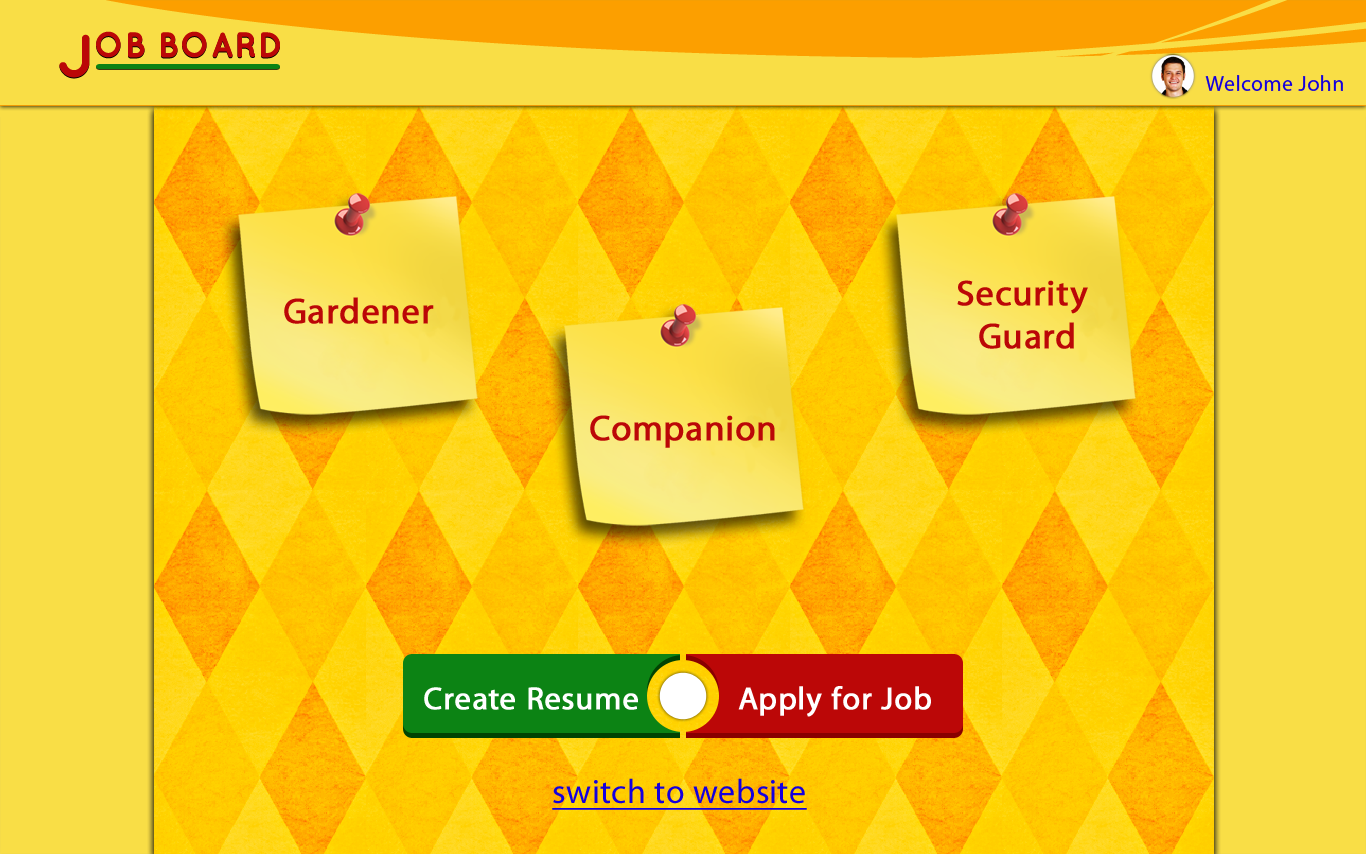 JOB BOARD
Welcome John
Gardener
Companion
Security
Guard
Create Resume
Apply for Job
switch to website